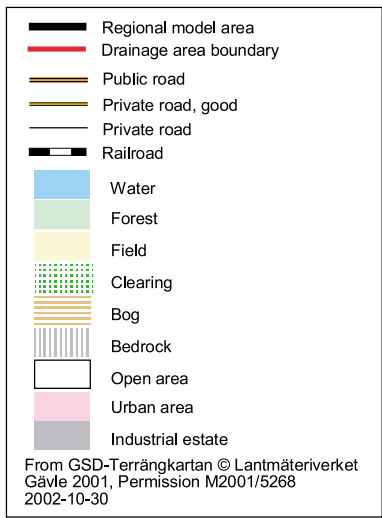 Regional model area
Drainage area boundary
Public road
Private road, good
Private road
Railroad
Water
Forest
Field
Clearing
Bog
Bedrock
Open area
Urban area
Industrial estate
From GSD-Terrängkartan © Lantmäteriverket
Gävle 2001, Permission M2001/5268
2002-10-30